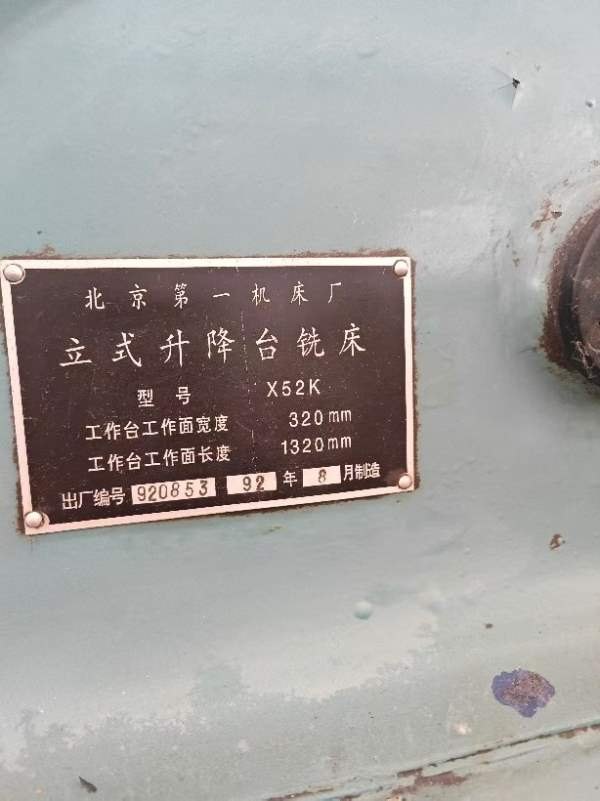 北京第一机床厂
立式升降台铣床
型号 X52K
工作台工作面宽度 320mm
工作台工作面长度 1320mm
出厂编号 920853 92 年 8 月制造